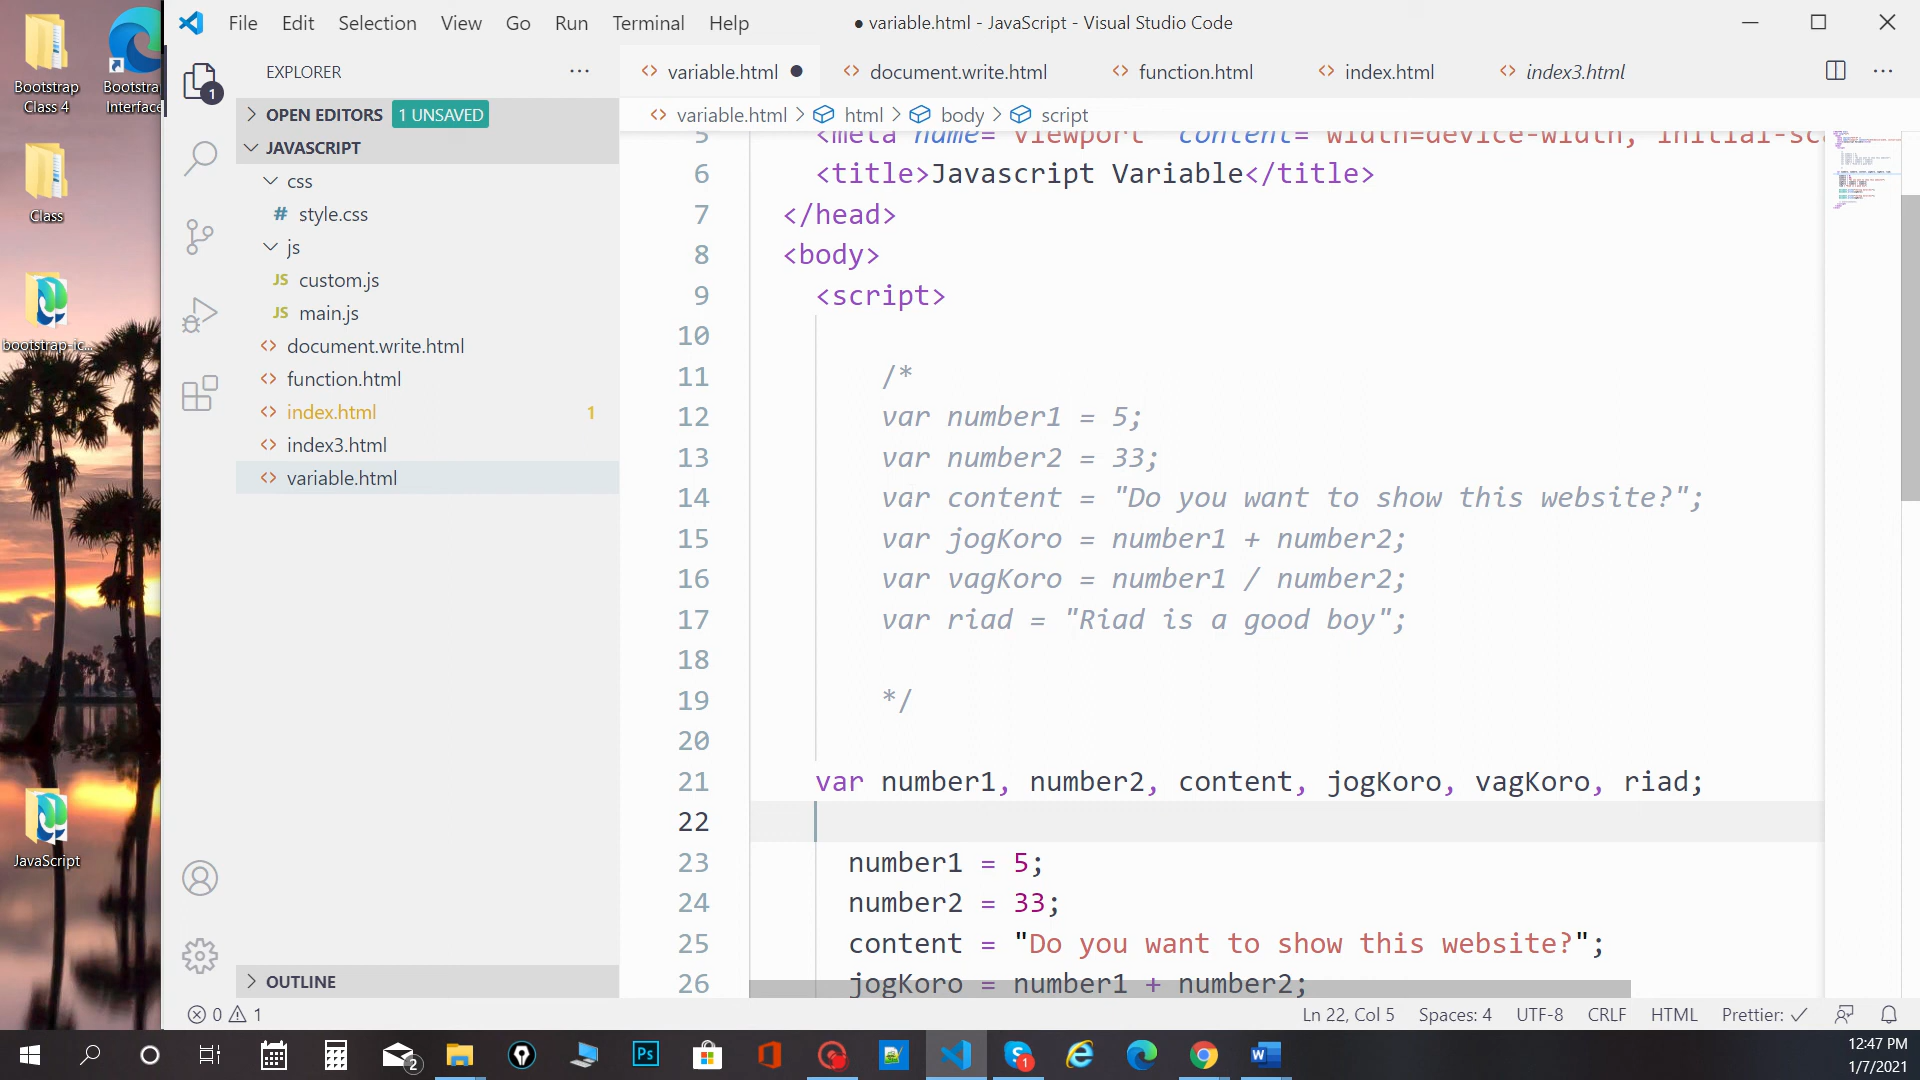 Bootstrap Class 4
Bootstra
Interface
Class
bootstrap-ic...
JavaScript
File Edit Selection View Go Run Terminal Help
● variable.html - JavaScript - Visual Studio Code
1
EXPLORER ···
OPEN EDITORS 1 UNSAVED
JAVASCRIPT
css
# style.css
js
JS custom.js
JS main.js
<> document.write.html
<> function.html
<> index.html 1
<> index3.html
<> variable.html
OUTLINE
<> variable.html ● <> document.write.html <> function.html <> index.html <> index3.html ···
<> variable.html > html > body > script
5 <meta name="viewport" content="width=device-width, initial-sca
6 <title>Javascript Variable</title>
7 </head>
8 <body>
9 <script>
10
11 /*
12 var number1 = 5;
13 var number2 = 33;
14 var content = "Do you want to show this website?";
15 var jogKoro = number1 + number2;
16 var vagKoro = number1 / number2;
17 var riad = "Riad is a good boy";
18
19 */
20
21 var number1, number2, content, jogKoro, vagKoro, riad;
22
23 number1 = 5;
24 number2 = 33;
25 content = "Do you want to show this website?";
26 jogKoro = number1 + number2;
0 1 Ln 22, Col 5 Spaces: 4 UTF-8 CRLF HTML Prettier: ✓
2 Ps 1 W
12:47 PM
1/7/2021